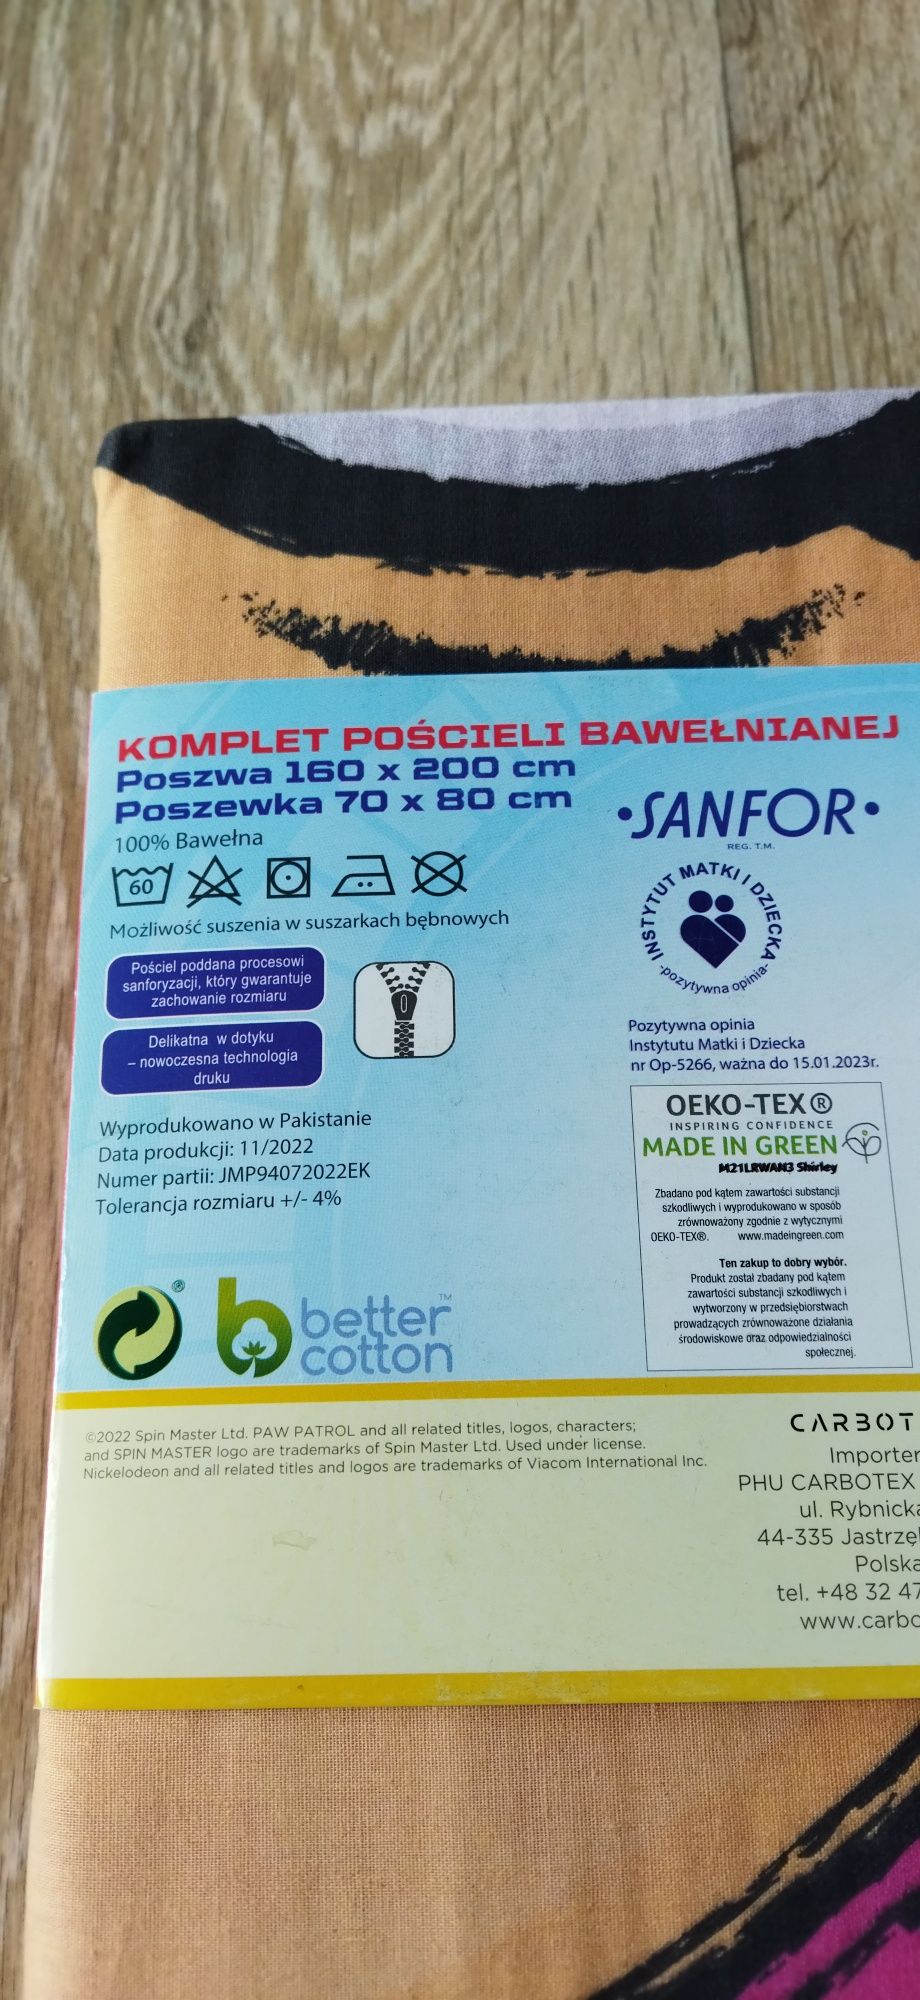 KOMPLET POŚCIELI BAWEŁNIANEJ
Poszwa 160 x 200 cm
Poszewka 70 x 80 cm
100% Bawełna
60
Możliwość suszenia w suszarkach bębnowych
Pościel poddana procesowi
sanforyzacji, który gwarantuje
zachowanie rozmiaru
Delikatna w dotyku
– nowoczesna technologia
druku
Wyprodukowano w Pakistanie
Data produkcji: 11/2022
Numer partii: JMP94072022EK
Tolerancja rozmiaru +/- 4%
•SANFOR•
REG. T.M.
INSTYTUT MATKI I DZIECKA
-pozytywna opinia-
Pozytywna opinia
Instytutu Matki i Dziecka
nr Op-5266, ważna do 15.01.2023r.
OEKO-TEX®
INSPIRING CONFIDENCE
MADE IN GREEN
M21LRWAN3 Shirley
Zbadano pod kątem zawartości substancji
szkodliwych i wyprodukowano w sposób
zrównoważony zgodnie z wytycznymi
OEKO-TEX®. www.madeingreen.com
Ten zakup to dobry wybór.
Produkt został zbadany pod kątem
zawartości substancji szkodliwych i
wytworzony w przedsiębiorstwach
prowadzących zrównoważone działania
środowiskowe oraz odpowiedzialności
społecznej.
®
better™
cotton
©2022 Spin Master Ltd. PAW PATROL and all related titles, logos, characters;
and SPIN MASTER logo are trademarks of Spin Master Ltd. Used under license.
Nickelodeon and all related titles and logos are trademarks of Viacom International Inc.
CARBOT
Importer
PHU CARBOTEX
ul. Rybnicka
44-335 Jastrzę
Polska
tel. +48 32 47
www.carbo